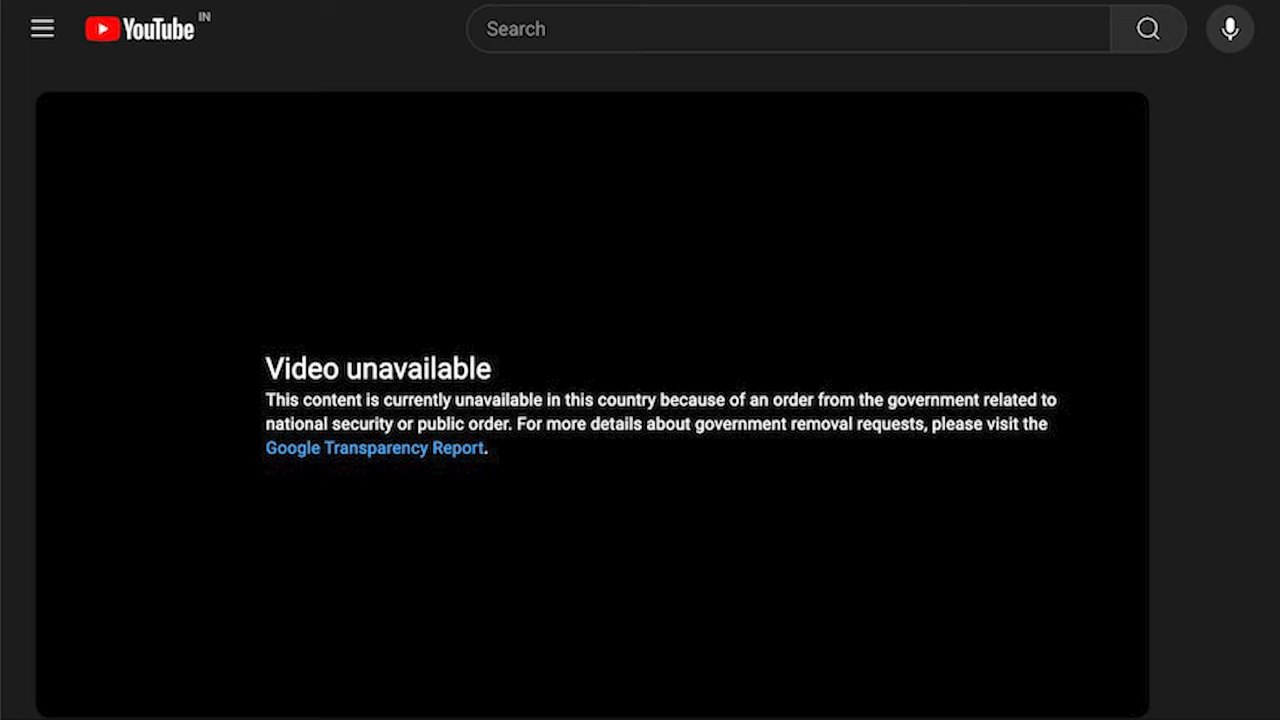 YouTube IN
Search
Video unavailable
This content is currently unavailable in this country because of an order from the government related to
national security or public order. For more details about government removal requests, please visit the
Google Transparency Report.